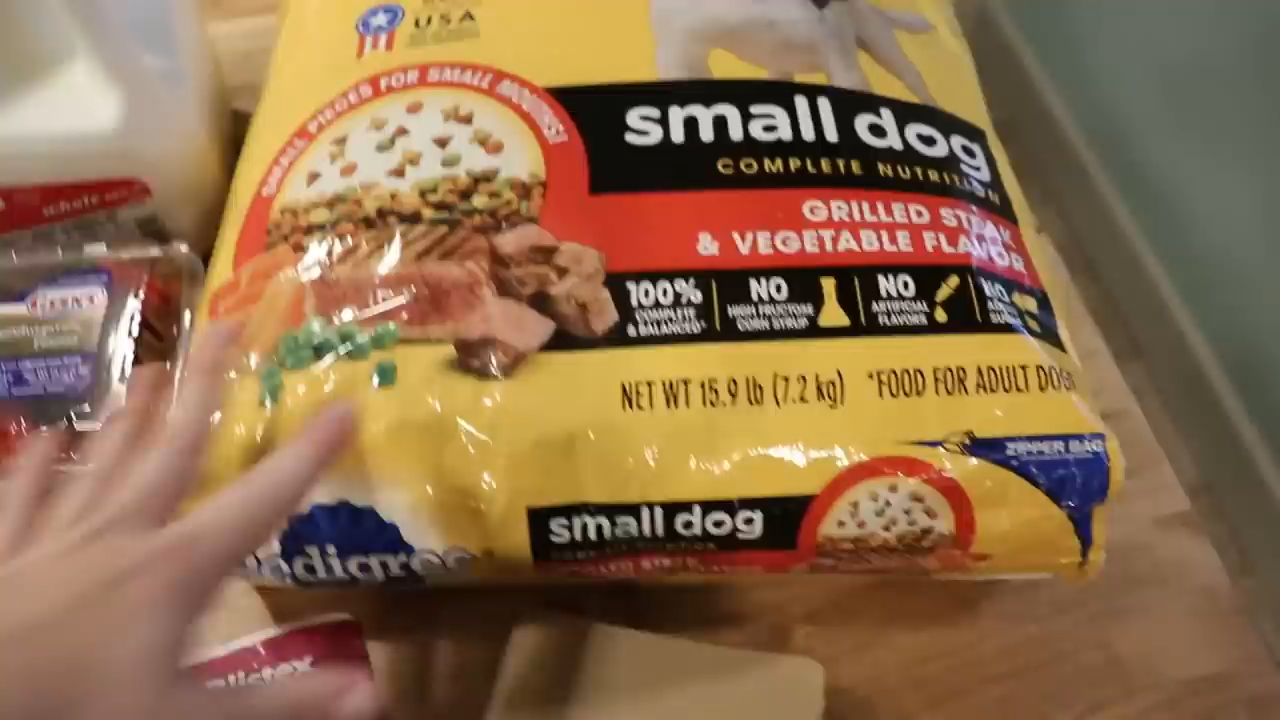 USA
SMALL PIECES FOR SMALL MOUTHS!
small dog
COMPLETE NUTRITION
GRILLED STEAK
& VEGETABLE FLAVOR
100%
COMPLETE
& BALANCED*
NO
HIGH FRUCTOSE
CORN SYRUP
NO
ARTIFICIAL
FLAVORS
NO
NET WT 15.9 lb (7.2 kg) *FOOD FOR ADULT DOGS
ZIPPER BAG
small dog
Pedigree
whole